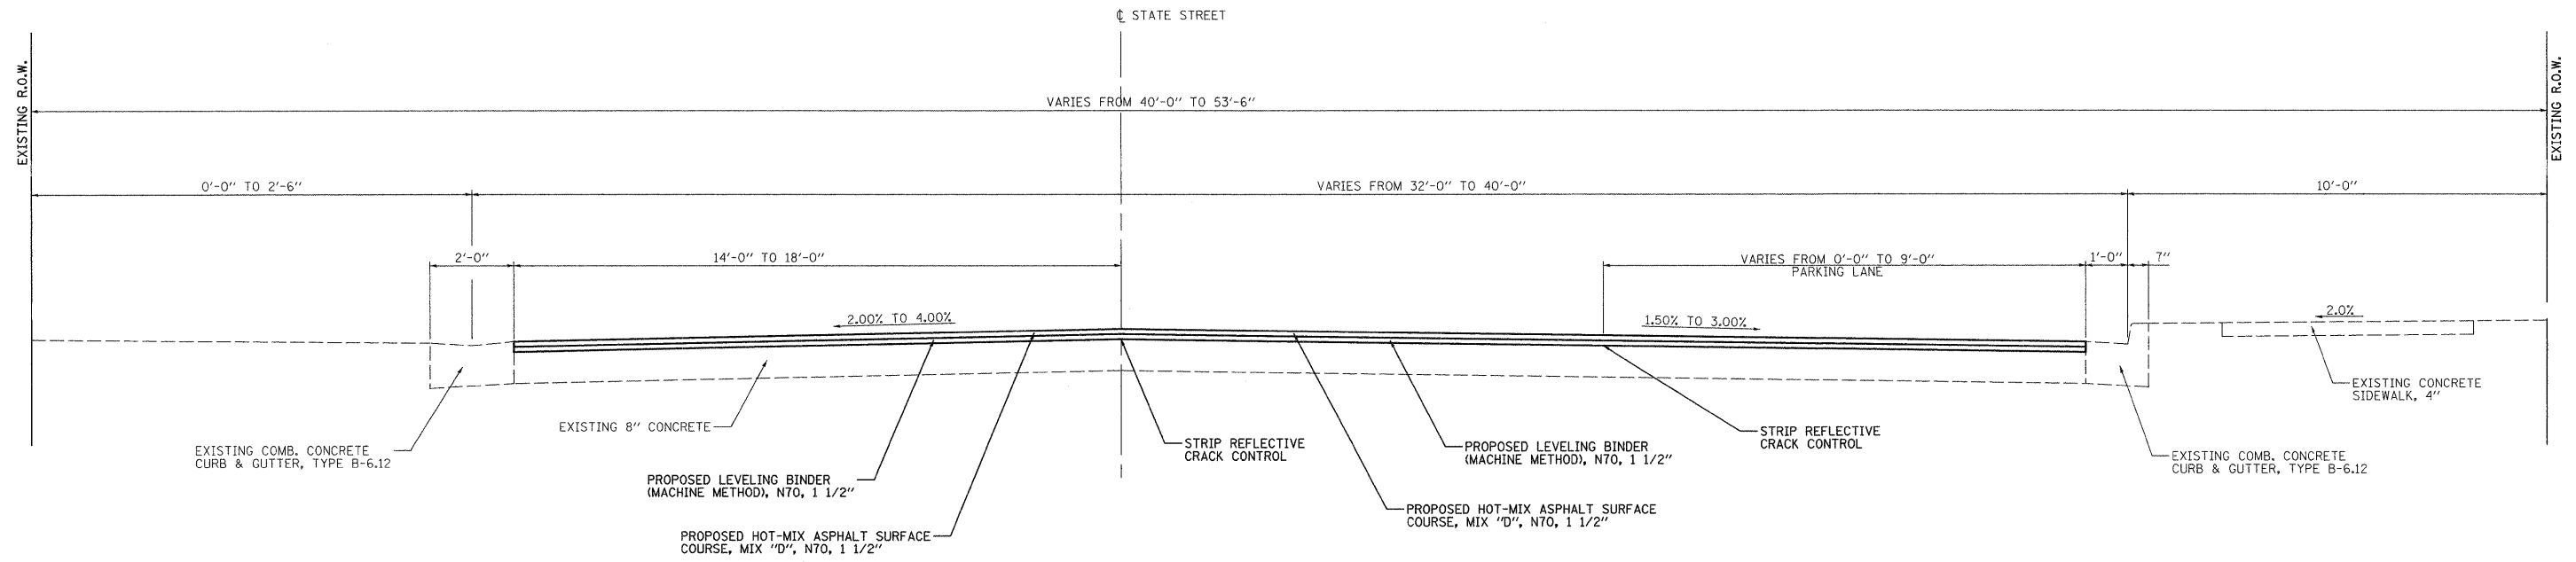 ℄ STATE STREET
EXISTING R.O.W.
EXISTING R.O.W.
VARIES FROM 40'-0" TO 53'-6"
0'-0" TO 2'-6"
VARIES FROM 32'-0" TO 40'-0"
10'-0"
2'-0"
14'-0" TO 18'-0"
VARIES FROM 0'-0" TO 9'-0"
PARKING LANE
1'-0"
7"
2.00% TO 4.00%
1.50% TO 3.00%
2.0%
EXISTING COMB. CONCRETE
CURB & GUTTER, TYPE B-6.12
EXISTING 8" CONCRETE
PROPOSED LEVELING BINDER
(MACHINE METHOD), N70, 1 1/2"
PROPOSED HOT-MIX ASPHALT SURFACE
COURSE, MIX "D", N70, 1 1/2"
STRIP REFLECTIVE
CRACK CONTROL
PROPOSED LEVELING BINDER
(MACHINE METHOD), N70, 1 1/2"
PROPOSED HOT-MIX ASPHALT SURFACE
COURSE, MIX "D", N70, 1 1/2"
STRIP REFLECTIVE
CRACK CONTROL
EXISTING CONCRETE
SIDEWALK, 4"
EXISTING COMB. CONCRETE
CURB & GUTTER, TYPE B-6.12